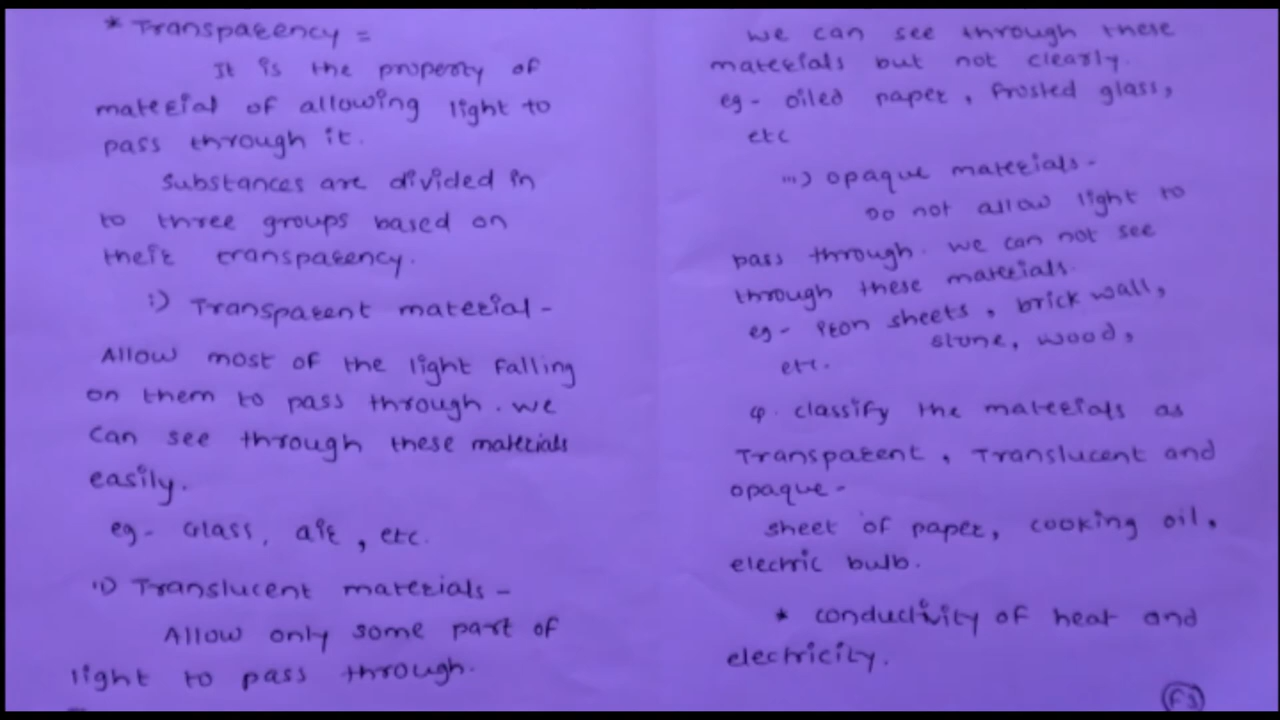 * Transparency =
It is the property of
material of allowing light to
pass through it.
Substances are divided in
to three groups based on
their transparency.
i) Transparent material -
Allow most of the light falling
on them to pass through. we
can see through these materials
easily.
eg - Glass, air, etc.
ii) Translucent materials -
Allow only some part of
light to pass through.
we can see through these
materials but not clearly.
eg - oiled paper, frosted glass,
etc
iii) opaque materials -
Do not allow light to
pass through. we can not see
through these materials.
eg - iron sheets, brick wall,
stone, wood,
etc.
φ. classify the materials as
Transparent, Translucent and
opaque -
sheet of paper, cooking oil,
electric bulb.
* conductivity of heat and
electricity.